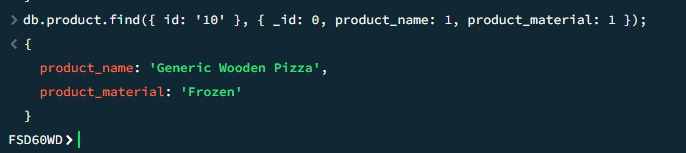 > db.product.find({ id: '10' }, { _id: 0, product_name: 1, product_material: 1 });
< {
product_name: 'Generic Wooden Pizza',
product_material: 'Frozen'
}
FSD60WD>